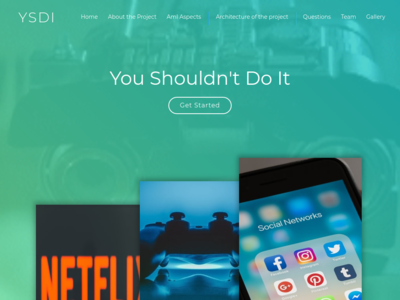 YSDI
Home About the Project Aml Aspects Architecture of the project Questions Team Gallery
You Shouldn't Do It
Get Started
Social Networks
NETFLIX